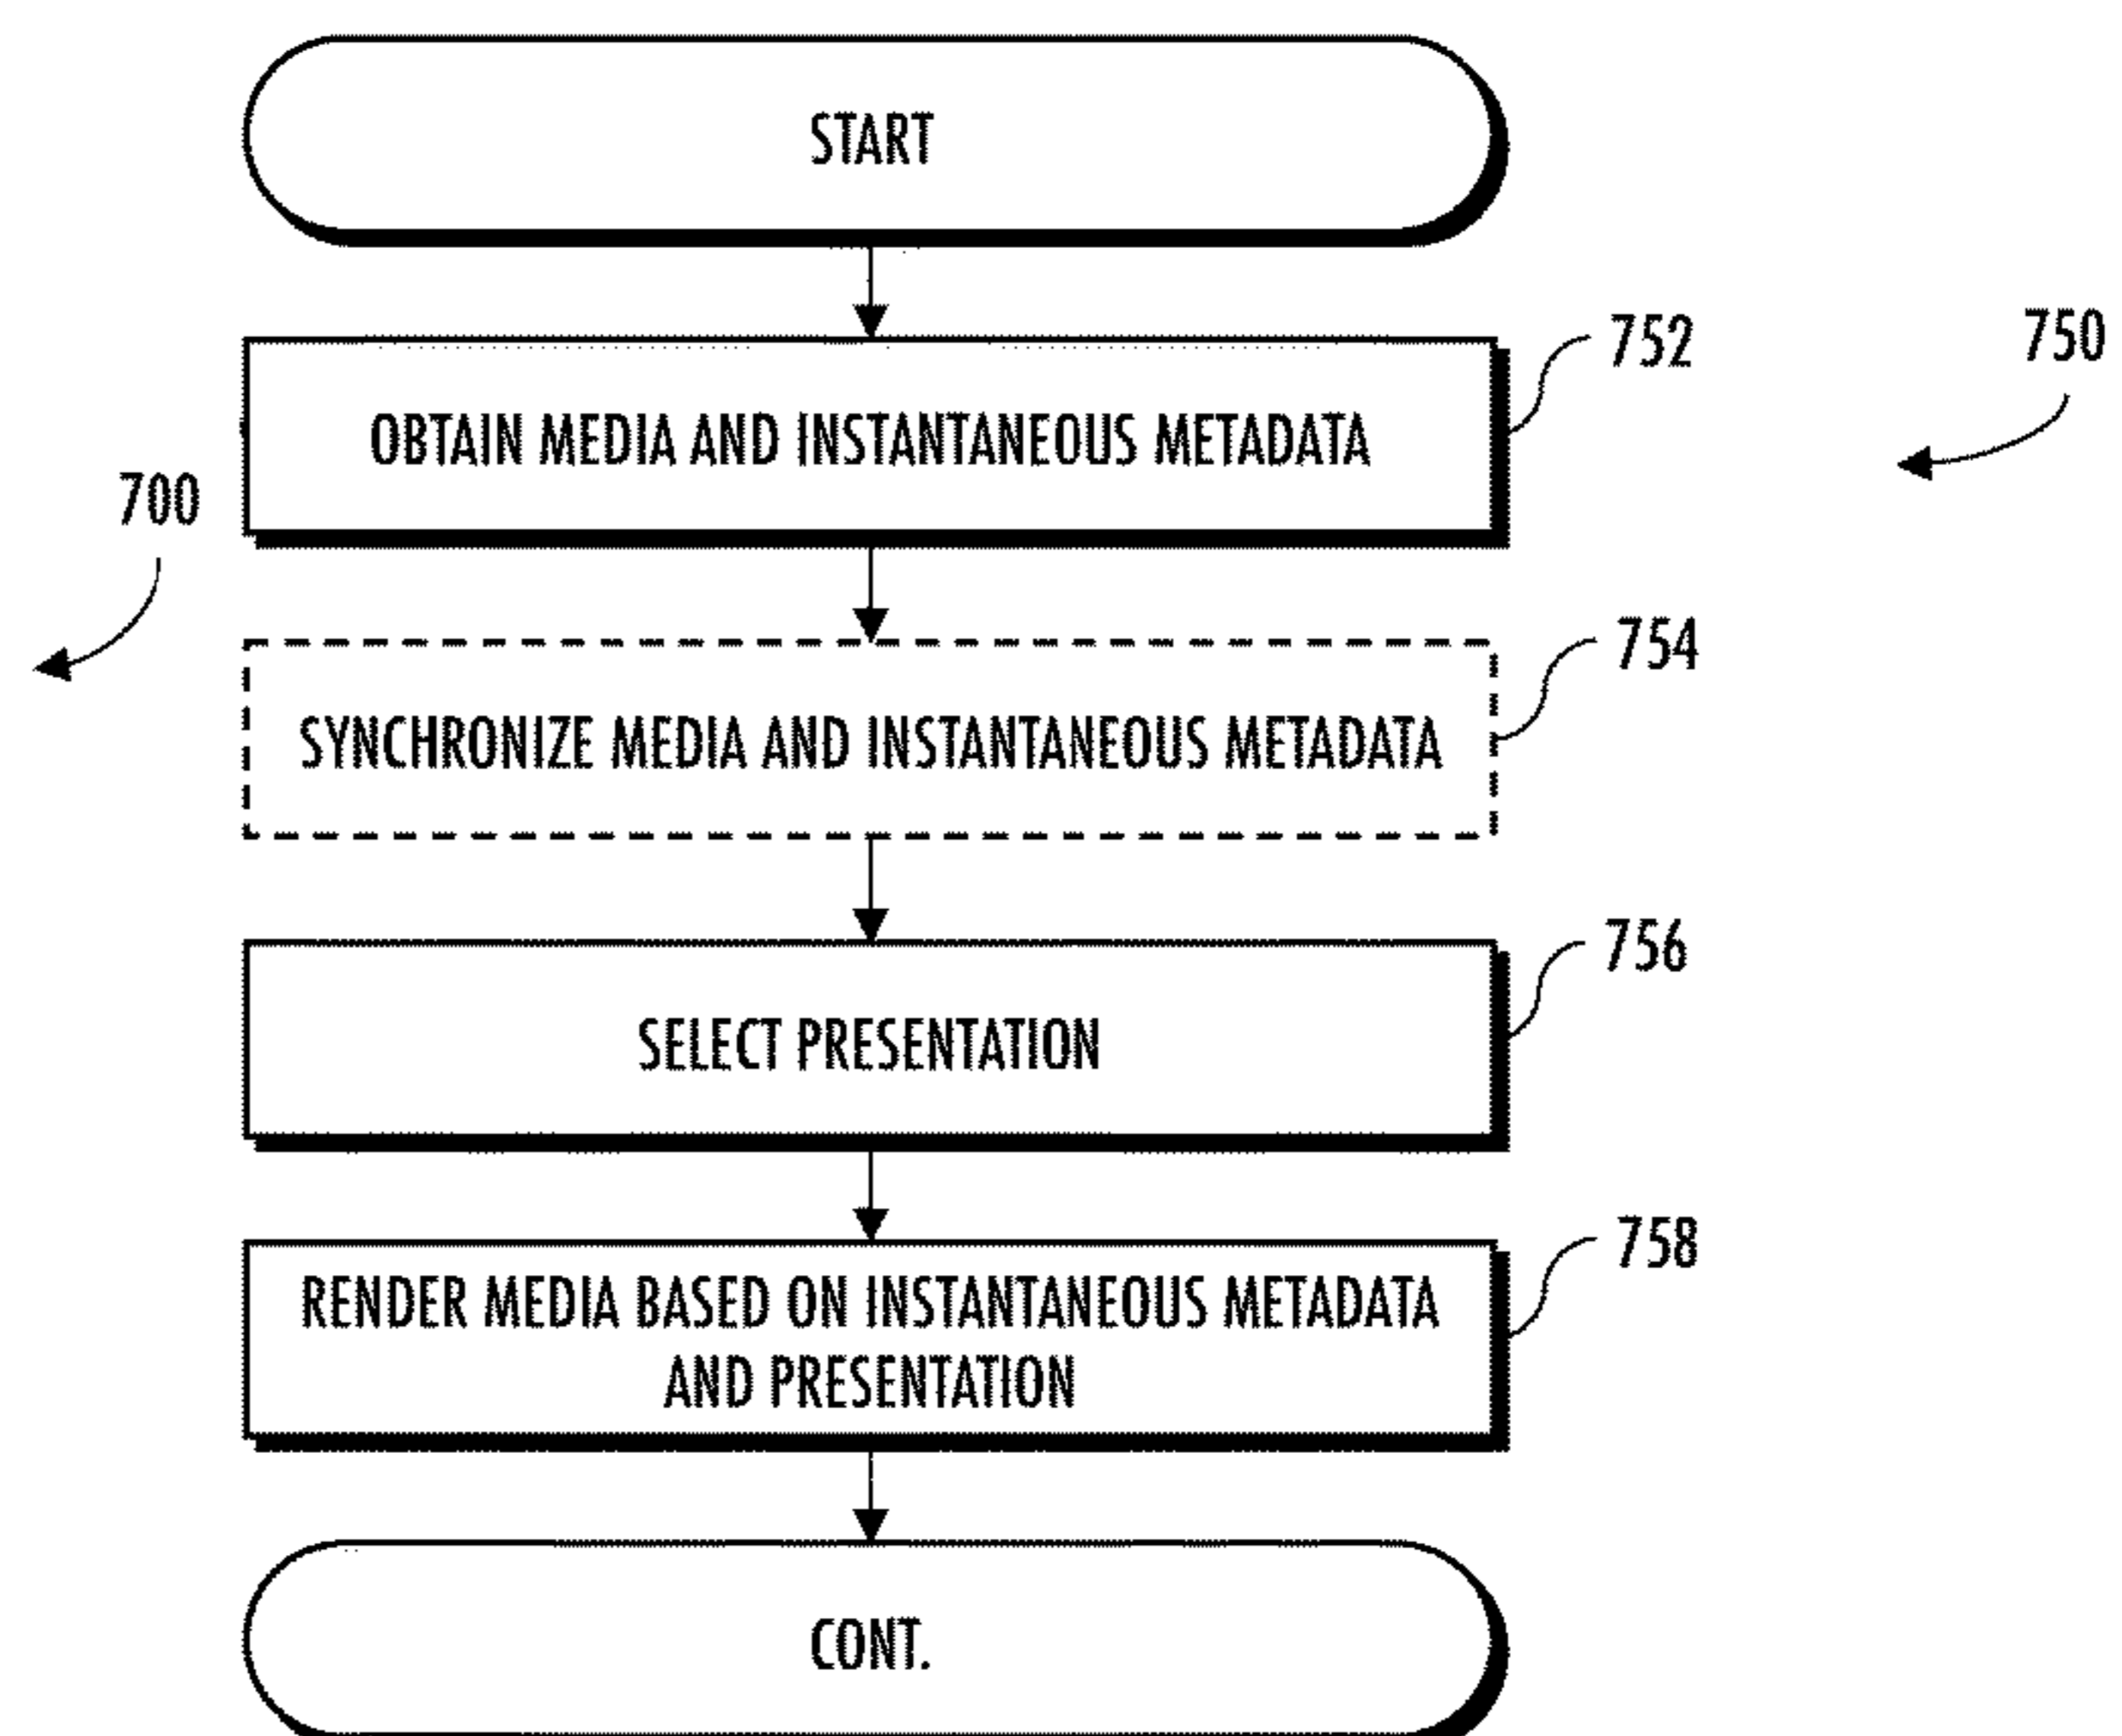 START
752
750
OBTAIN MEDIA AND INSTANTANEOUS METADATA
700
754
SYNCHRONIZE MEDIA AND INSTANTANEOUS METADATA
756
SELECT PRESENTATION
758
RENDER MEDIA BASED ON INSTANTANEOUS METADATA
AND PRESENTATION
CONT.